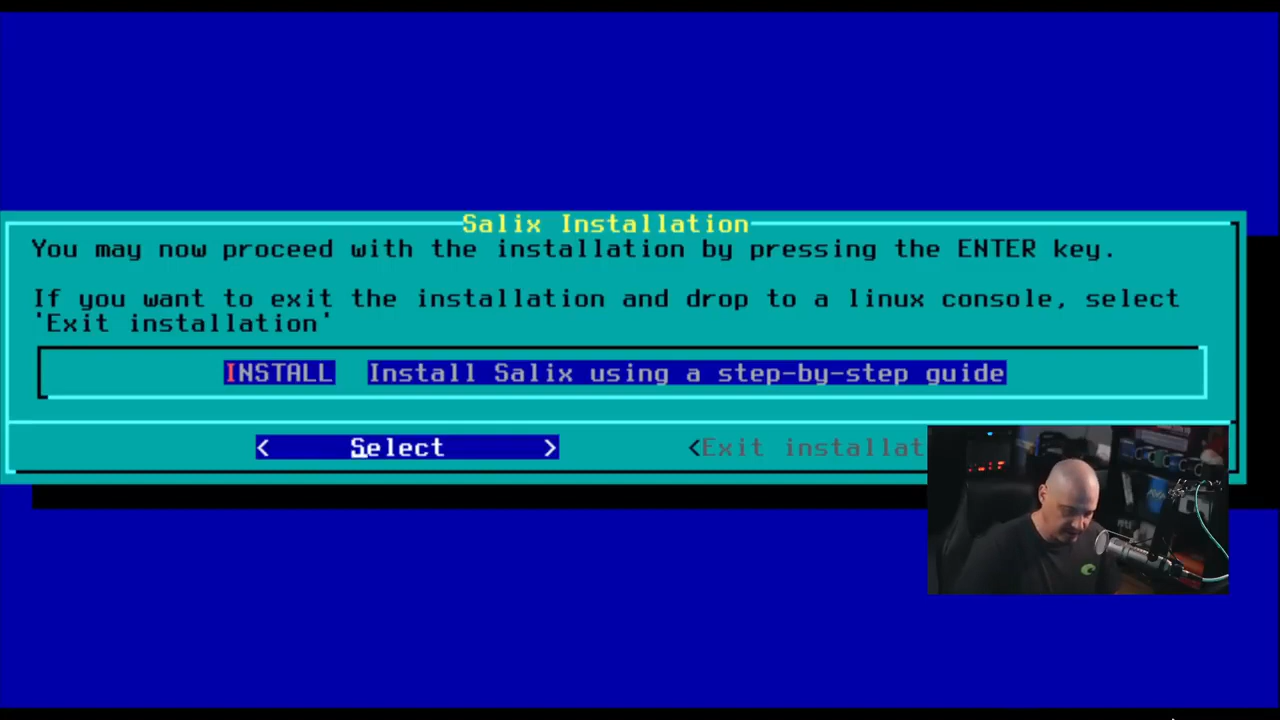 Salix Installation
You may now proceed with the installation by pressing the ENTER key.
If you want to exit the installation and drop to a linux console, select
'Exit installation'
INSTALL Install Salix using a step-by-step guide
< Select > <Exit installat